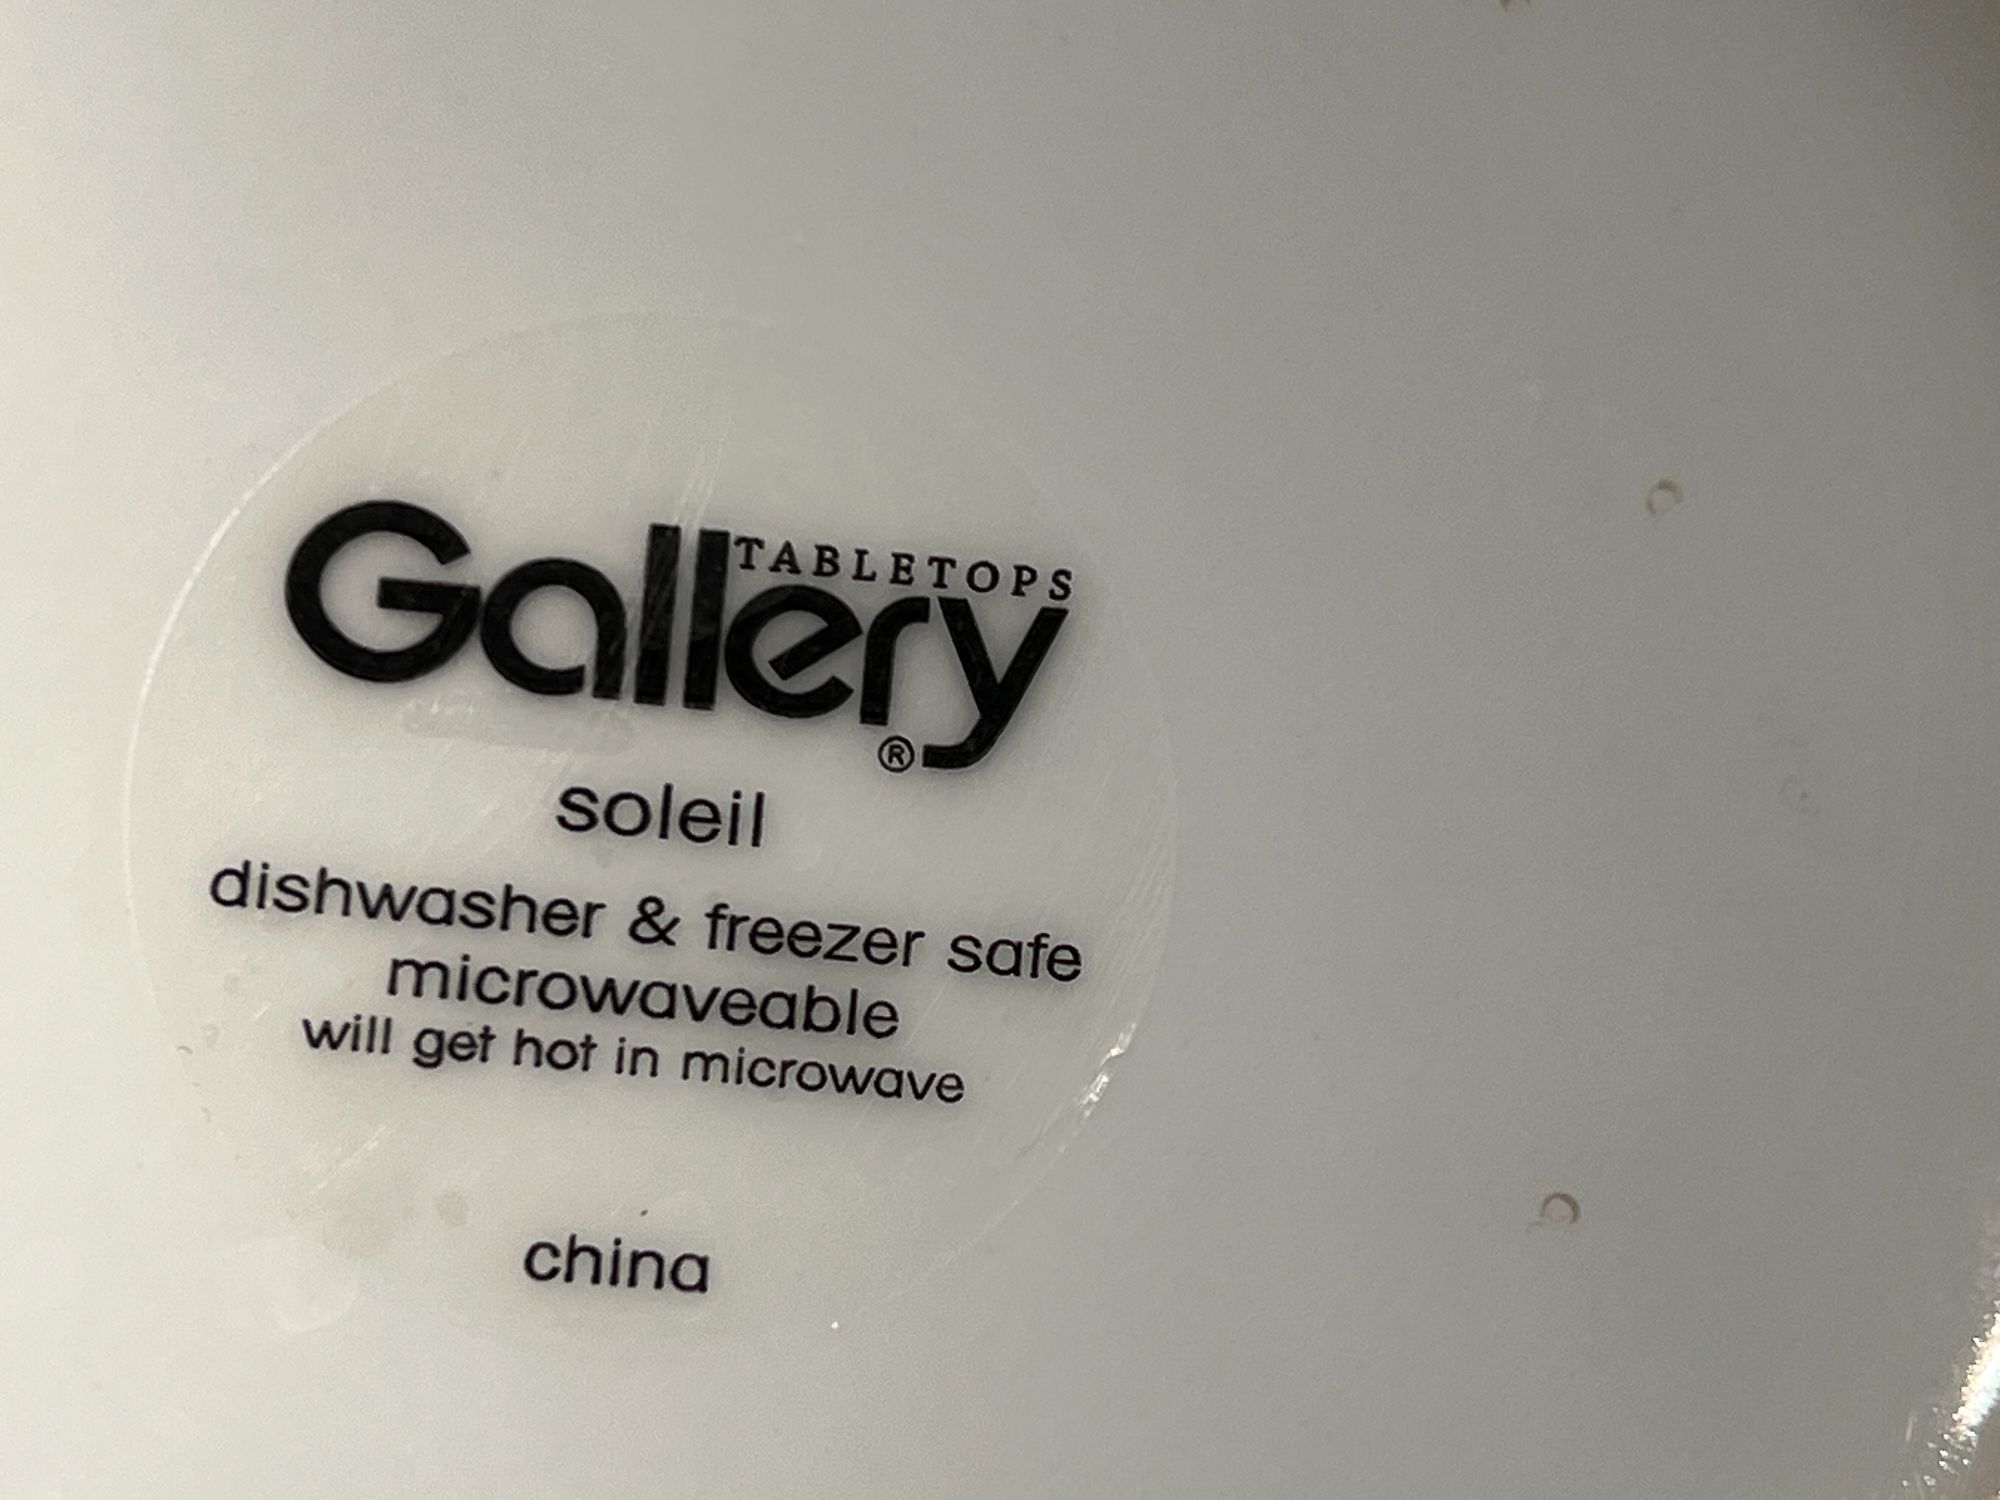 Gallery TABLETOPS ®
soleil
dishwasher & freezer safe
microwaveable
will get hot in microwave
china